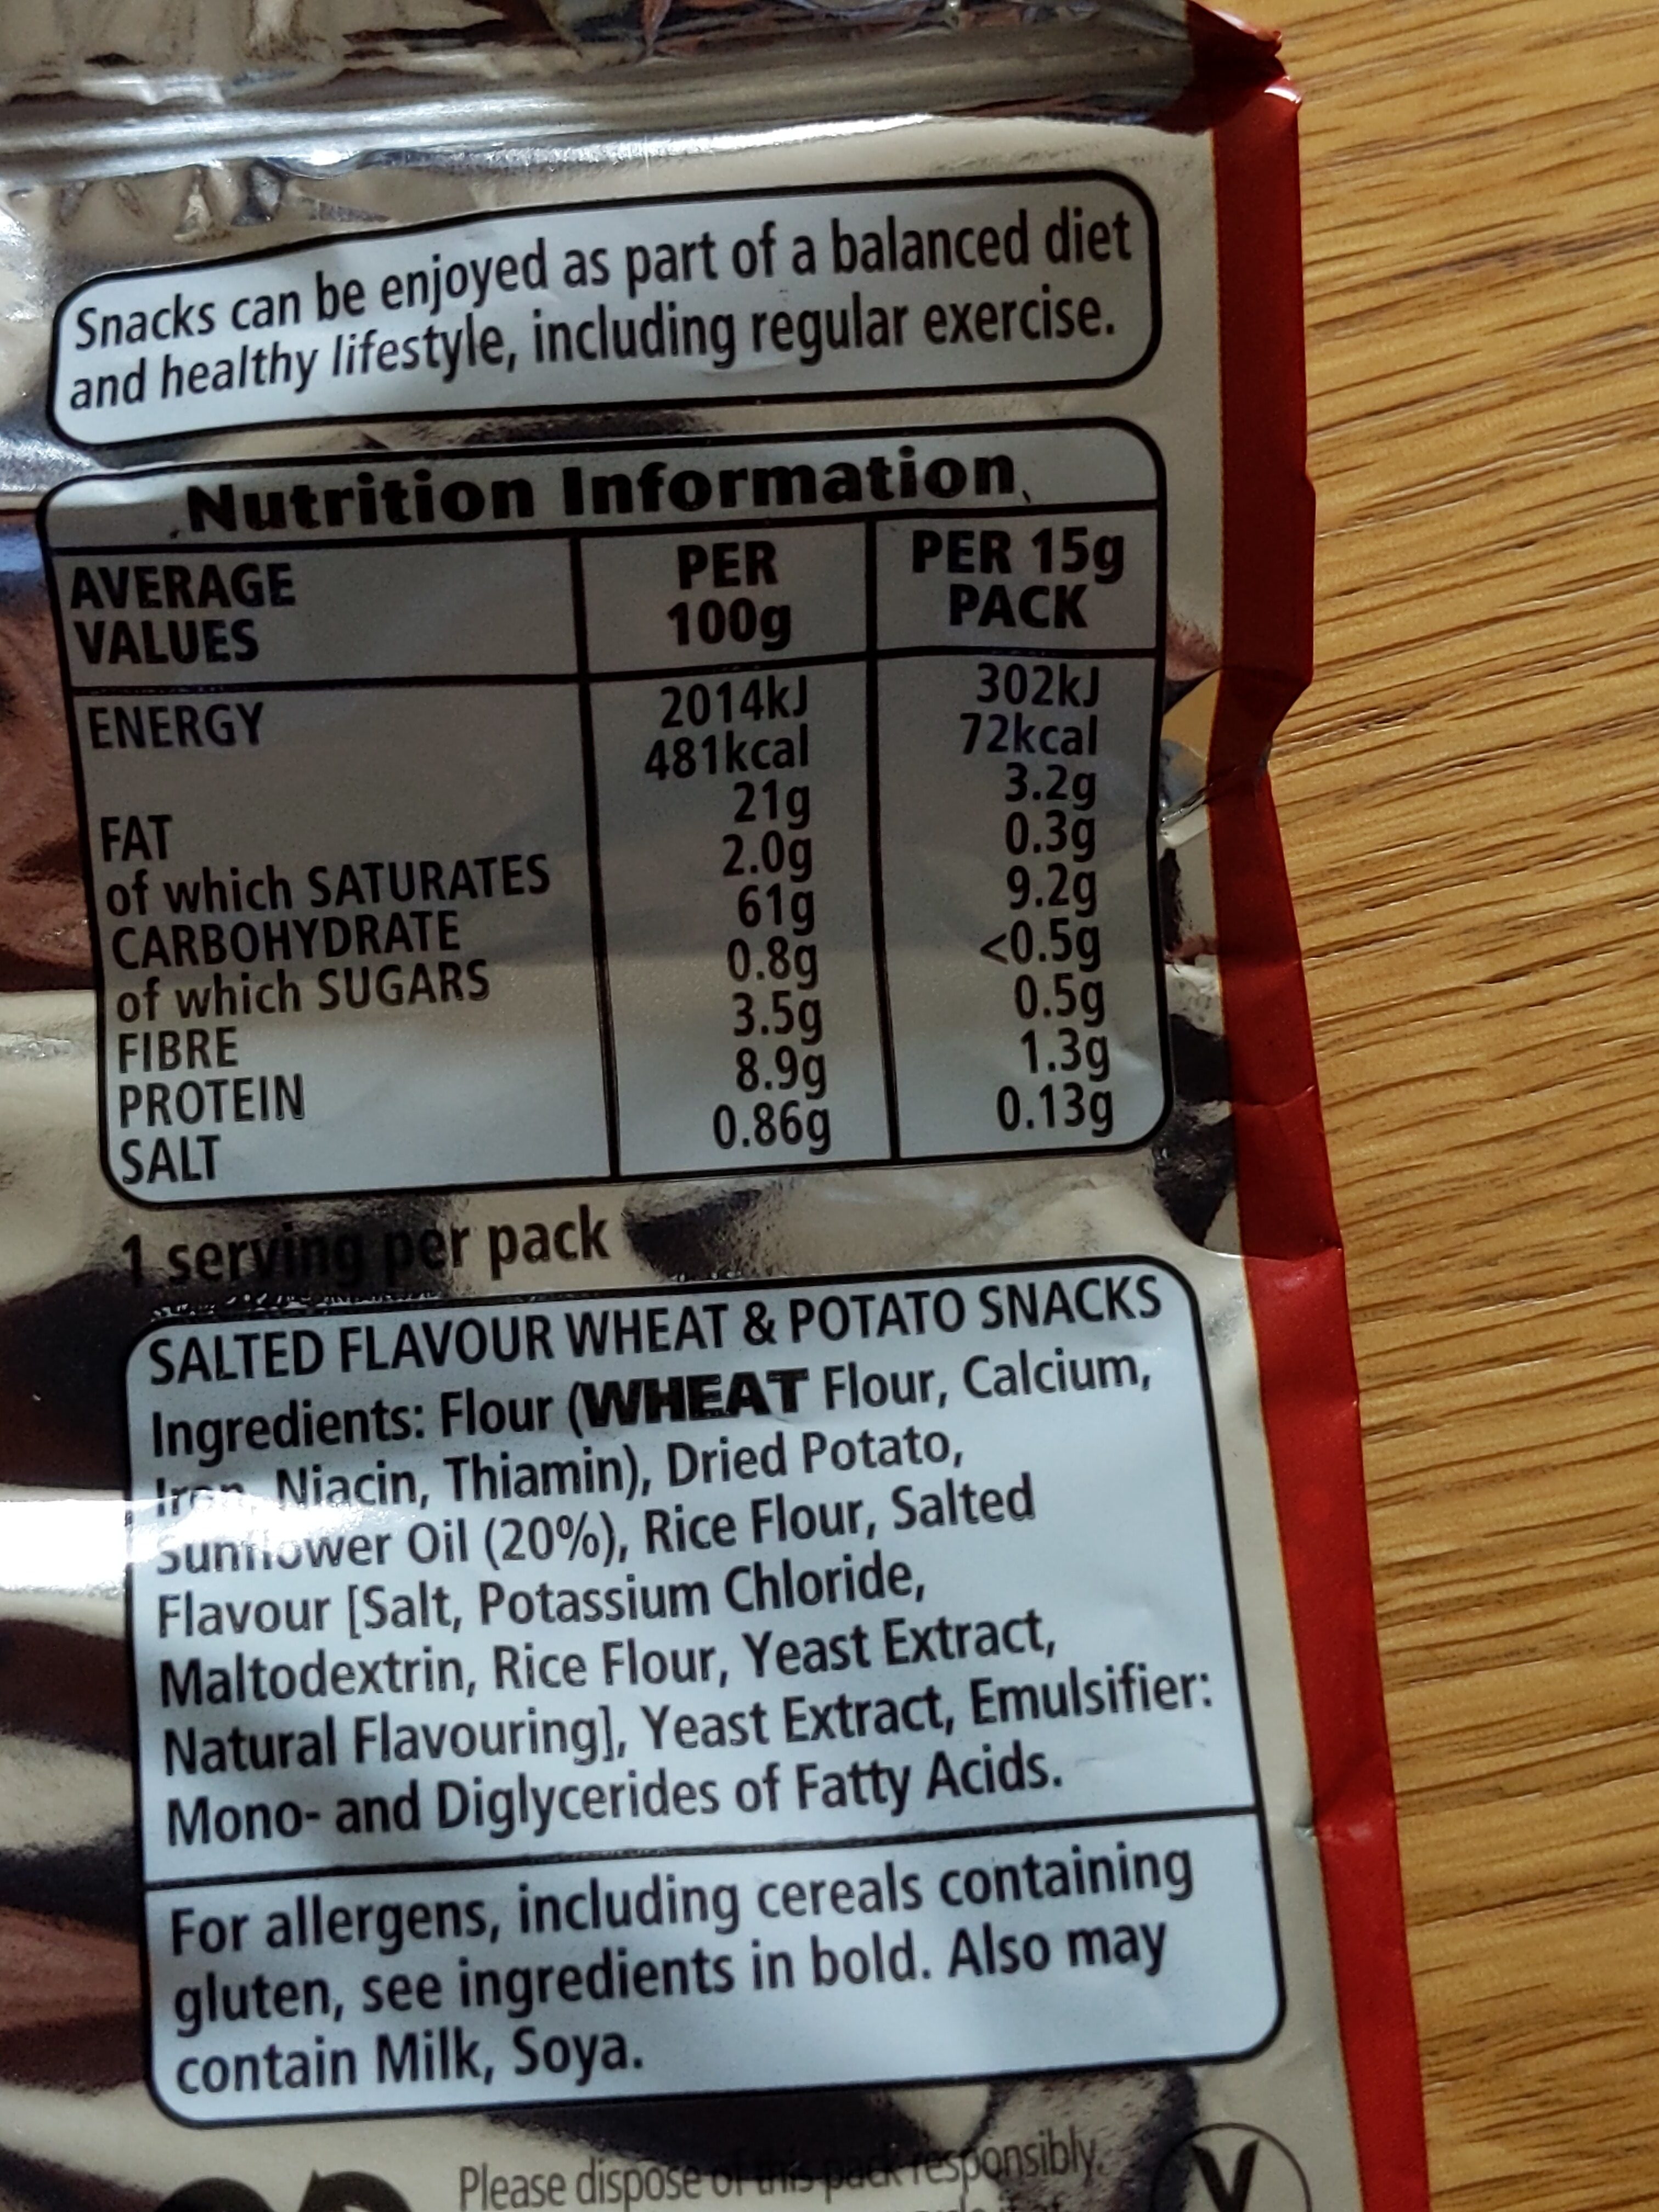 Snacks can be enjoyed as part of a balanced diet
and healthy lifestyle, including regular exercise.
Nutrition Information
AVERAGE VALUES PER 100g PER 15g PACK
ENERGY 2014kJ 302kJ
481kcal 72kcal
FAT 21g 3.2g
of which SATURATES 2.0g 0.3g
CARBOHYDRATE 61g 9.2g
of which SUGARS 0.8g <0.5g
FIBRE 3.5g 0.5g
PROTEIN 8.9g 1.3g
SALT 0.86g 0.13g
1 serving per pack
SALTED FLAVOUR WHEAT & POTATO SNACKS
Ingredients: Flour (WHEAT Flour, Calcium,
Iron, Niacin, Thiamin), Dried Potato,
Sunflower Oil (20%), Rice Flour, Salted
Flavour [Salt, Potassium Chloride,
Maltodextrin, Rice Flour, Yeast Extract,
Natural Flavouring], Yeast Extract, Emulsifier:
Mono- and Diglycerides of Fatty Acids.
For allergens, including cereals containing
gluten, see ingredients in bold. Also may
contain Milk, Soya.
Please dispose of this pack responsibly.
V